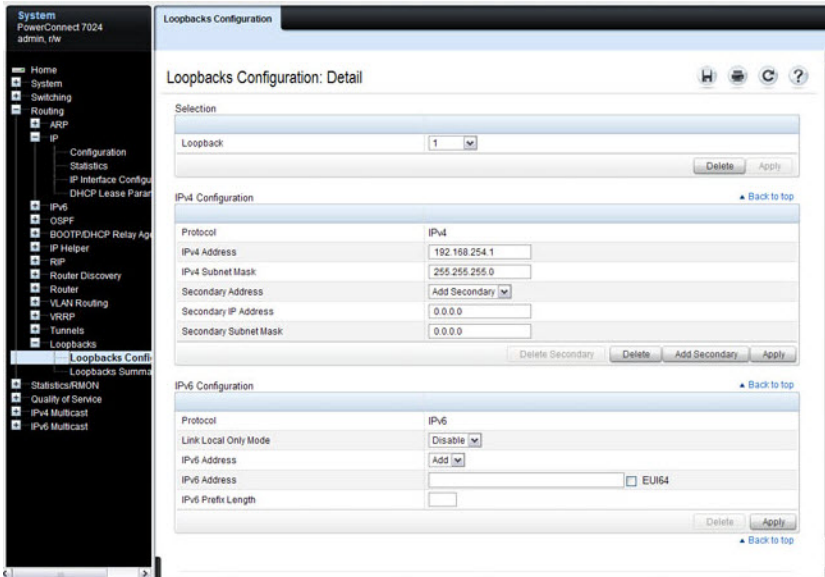 System
PowerConnect 7024
admin, r/w
Home
System
Switching
Routing
ARP
IP
Configuration
Statistics
IP Interface Configu
DHCP Lease Paran
IPv6
OSPF
BOOTP/DHCP Relay Age
IP Helper
RIP
Router Discovery
Router
VLAN Routing
VRRP
Tunnels
Loopbacks
Loopbacks Confi
Loopbacks Summa
Statistics/RMON
Quality of Service
IPv4 Multicast
IPv6 Multicast
Loopbacks Configuration
Loopbacks Configuration: Detail
?
Selection
Loopback 1
Delete Apply
IPv4 Configuration Back to top
Protocol IPv4
IPv4 Address 192.168.254.1
IPv4 Subnet Mask 255.255.255.0
Secondary Address Add Secondary
Secondary IP Address 0.0.0.0
Secondary Subnet Mask 0.0.0.0
Delete Secondary Delete Add Secondary Apply
IPv6 Configuration Back to top
Protocol IPv6
Link Local Only Mode Disable
IPv6 Address Add
IPv6 Address EUI64
IPv6 Prefix Length
Delete Apply
Back to top